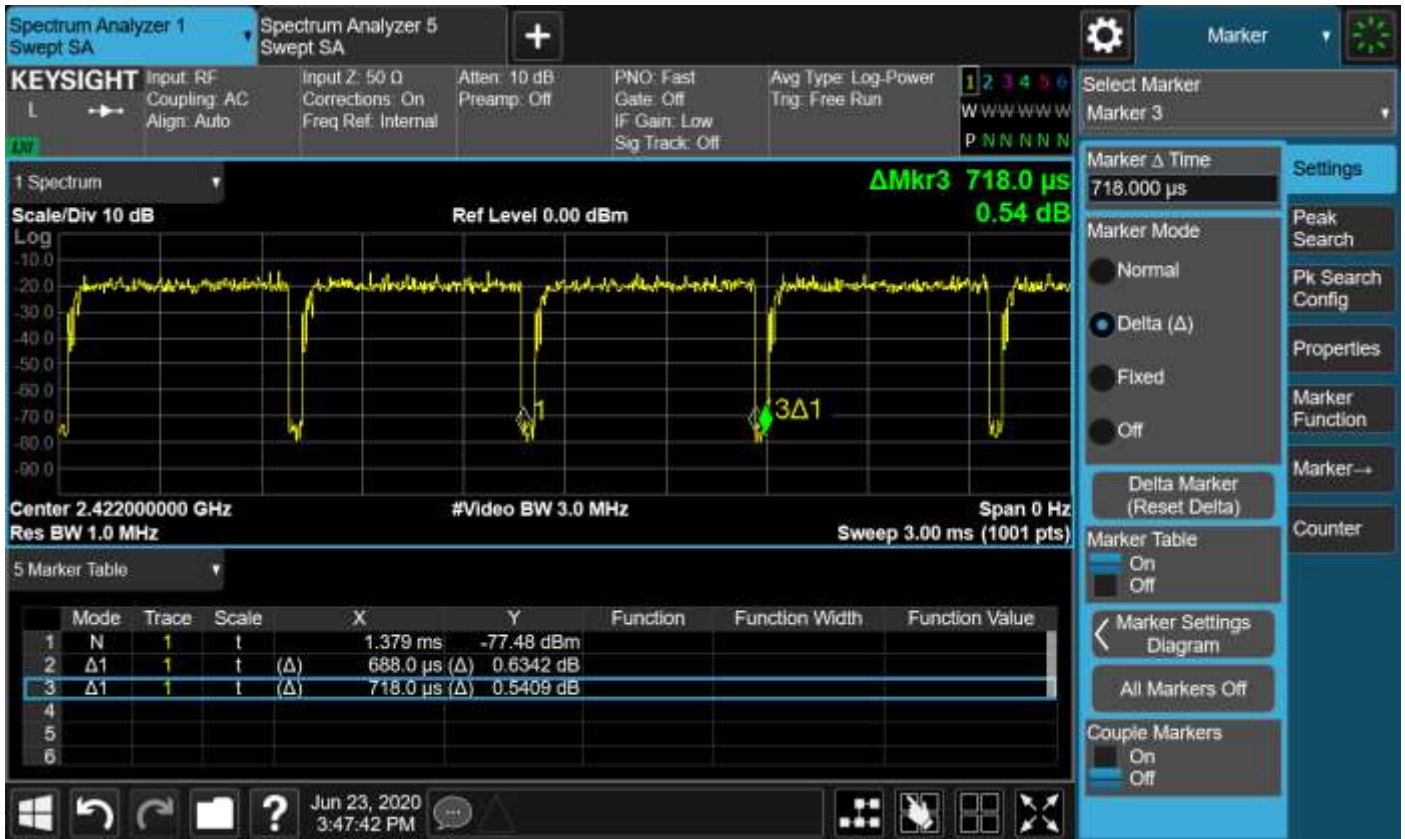 Spectrum Analyzer 1
Swept SA
Spectrum Analyzer 5
Swept SA
+
Marker
KEYSIGHT
L
LXI
Input: RF
Coupling: AC
Align: Auto
Input Z: 50 Ω
Corrections: On
Freq Ref: Internal
Atten: 10 dB
Preamp: Off
PNO: Fast
Gate: Off
IF Gain: Low
Sig Track: Off
Avg Type: Log-Power
Trig: Free Run
1 2 3 4 5 6
W W W W W W
P N N N N N
Select Marker
Marker 3
1 Spectrum
ΔMkr3 718.0 µs
0.54 dB
Scale/Div 10 dB
Ref Level 0.00 dBm
Log
-10.0
-20.0
-30.0
-40.0
-50.0
-60.0
-70.0
-80.0
-90.0
1
3Δ1
Center 2.422000000 GHz
#Video BW 3.0 MHz
Span 0 Hz
Res BW 1.0 MHz
Sweep 3.00 ms (1001 pts)
5 Marker Table
Mode Trace Scale X Y Function Function Width Function Value
1 N 1 t 1.379 ms -77.48 dBm
2 Δ1 1 t (Δ) 688.0 µs (Δ) 0.6342 dB
3 Δ1 1 t (Δ) 718.0 µs (Δ) 0.5409 dB
4
5
6
Marker Δ Time
718.000 µs
Marker Mode
Normal
Delta (Δ)
Fixed
Off
Delta Marker
(Reset Delta)
Marker Table
On
Off
Marker Settings
Diagram
All Markers Off
Couple Markers
On
Off
Settings
Peak
Search
Pk Search
Config
Properties
Marker
Function
Marker→
Counter
?
Jun 23, 2020
3:47:42 PM